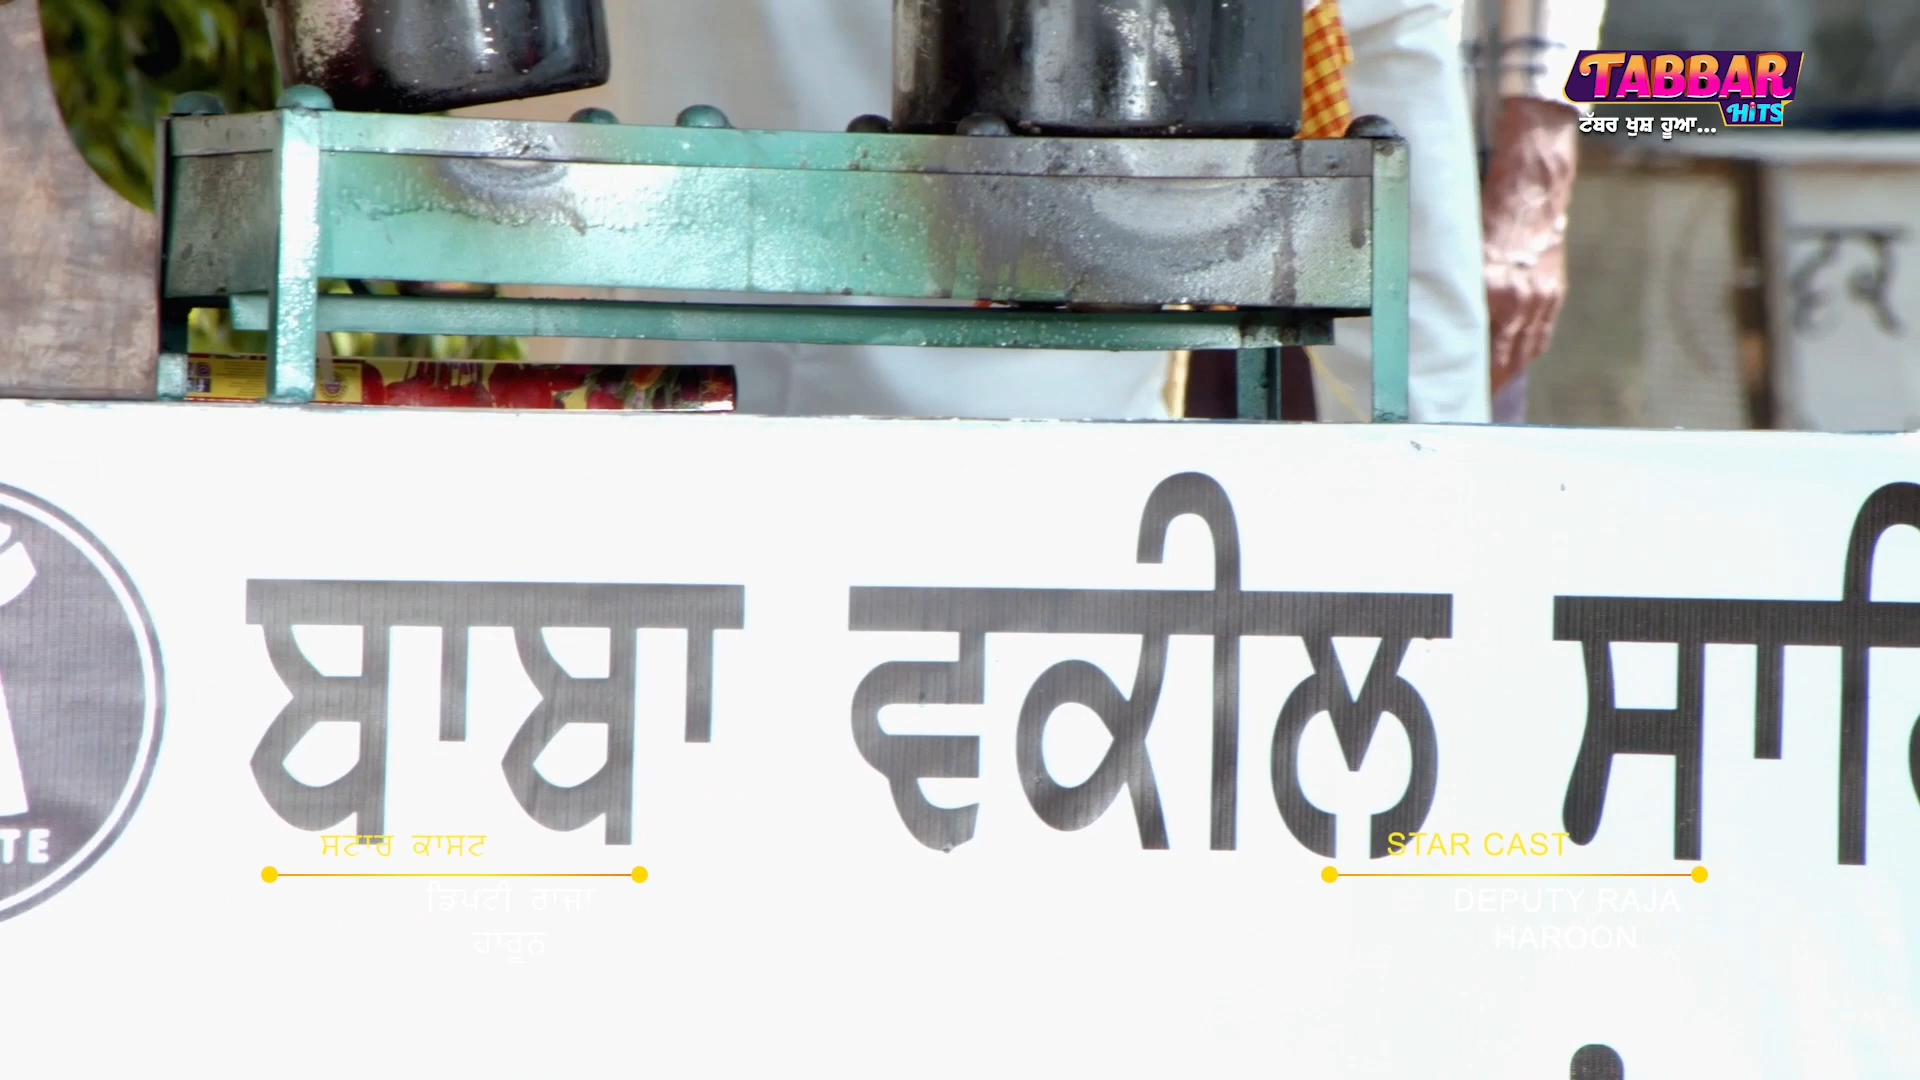 TABBAR
HiTS
ਟੱਬਰ ਖੁਸ਼ ਹੂਆ...
ਬਾਬਾ ਵਕੀਲ
TE
ਸਟਾਰ ਕਾਸਟ
STAR CAST
ਡਿਪਟੀ ਰਾਜਾ
DEPUTY RAJA
ਹਾਰੂਨ
HAROON